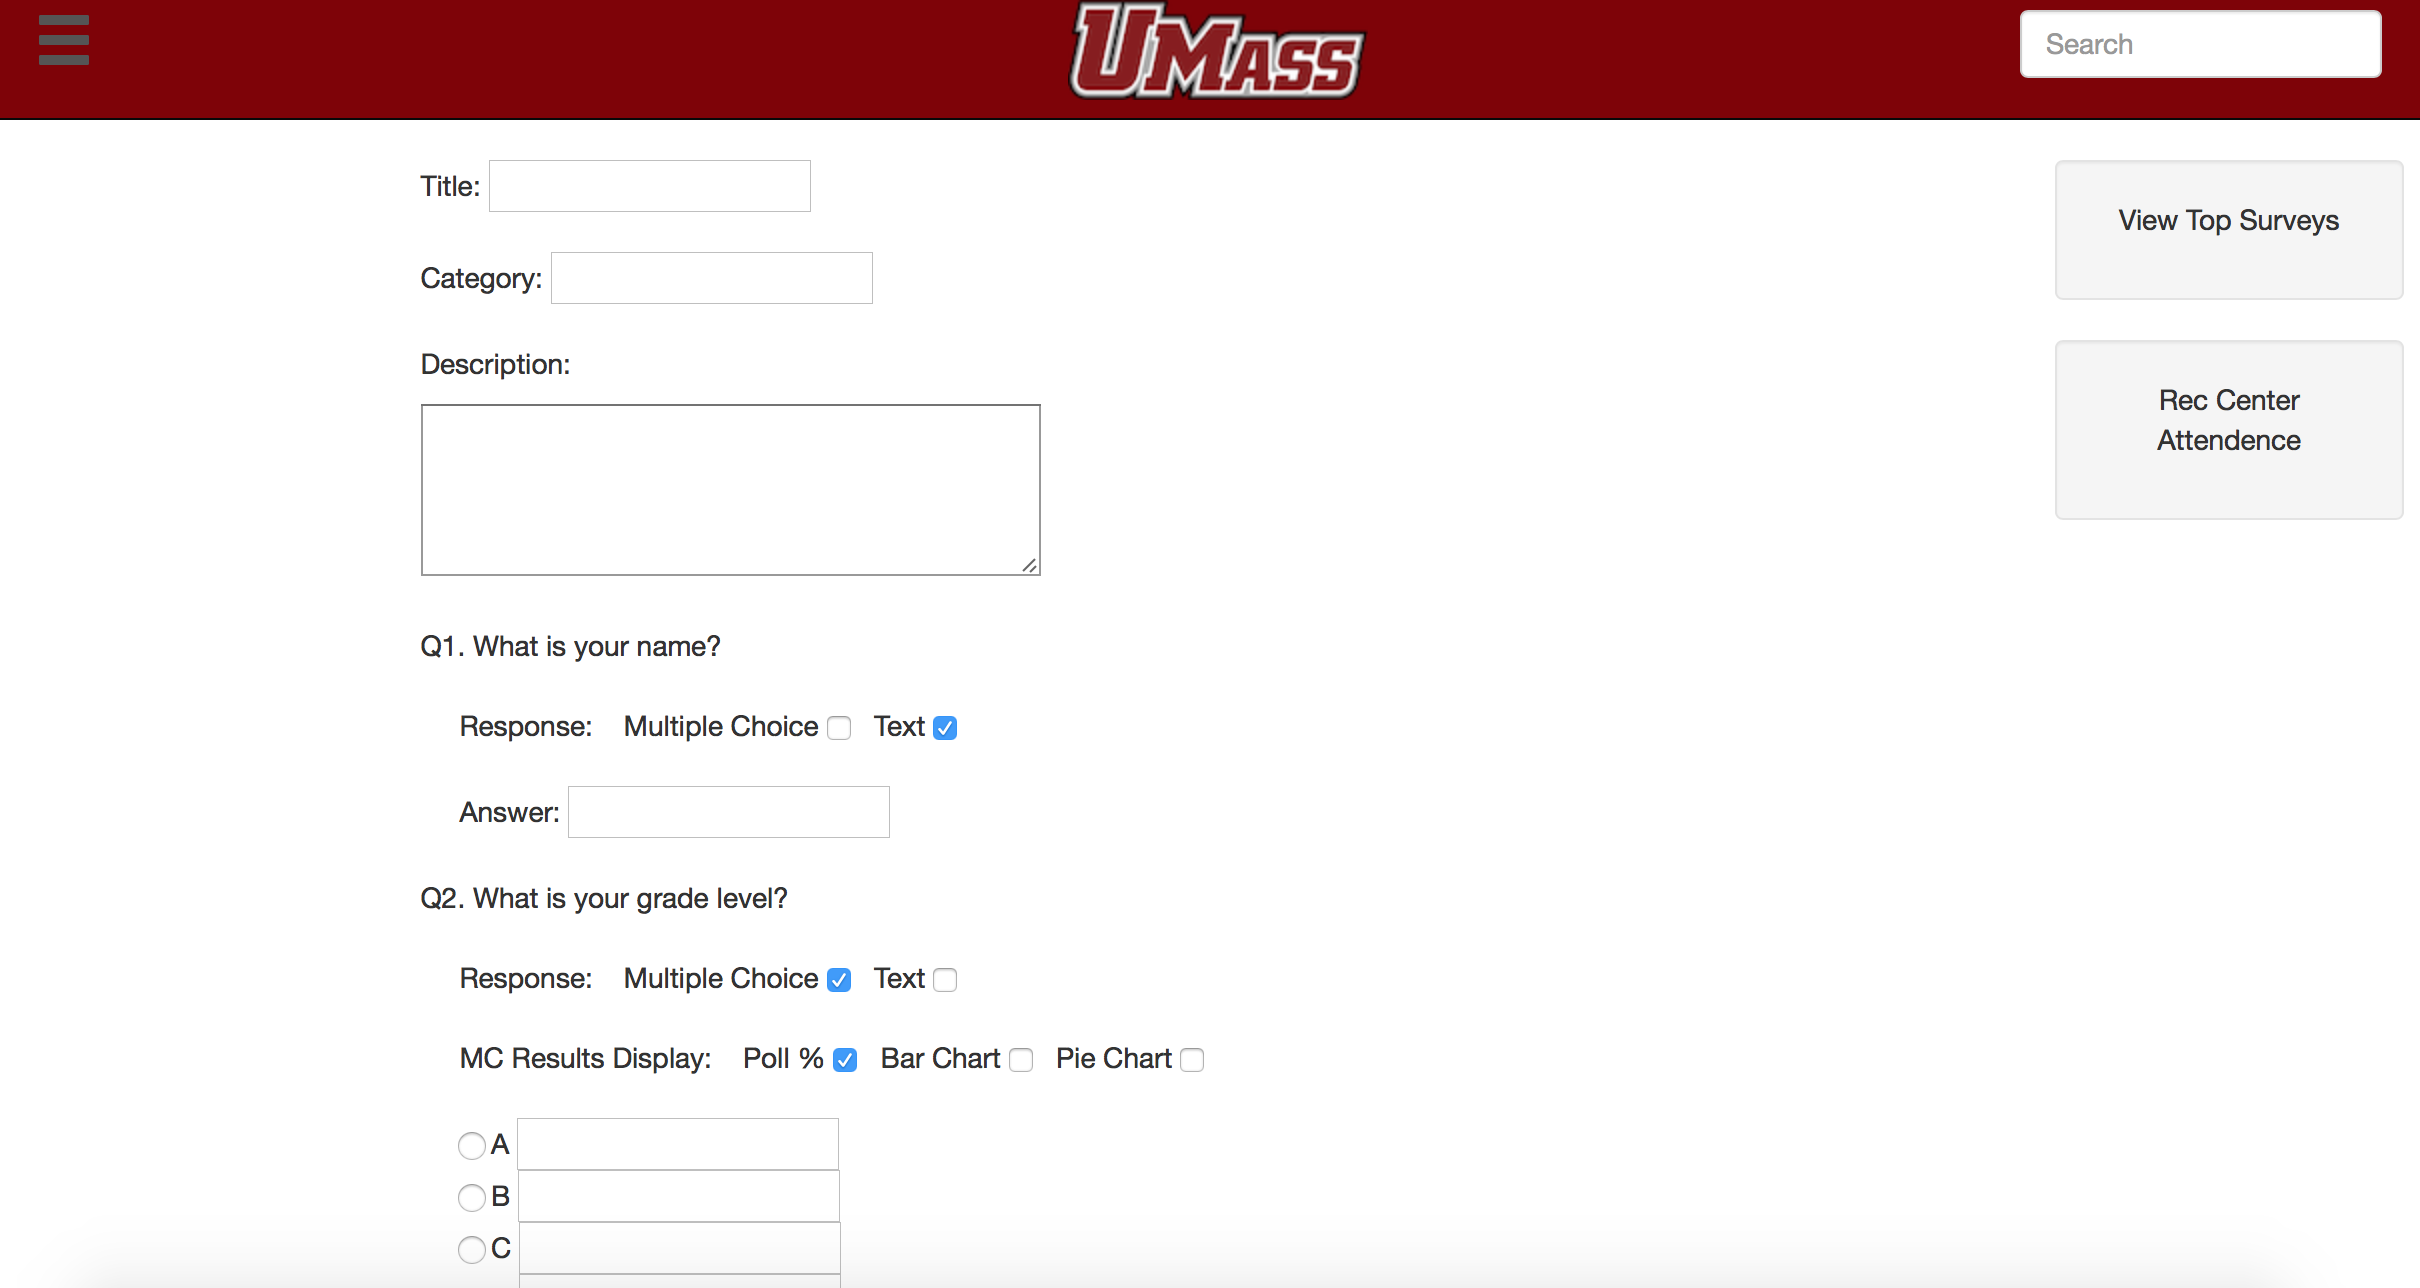 UMASS
Search
Title:
View Top Surveys
Category:
Description:
Rec Center
Attendence
Q1. What is your name?
Response: Multiple Choice Text
Answer:
Q2. What is your grade level?
Response: Multiple Choice Text
MC Results Display: Poll % Bar Chart Pie Chart
A
B
C